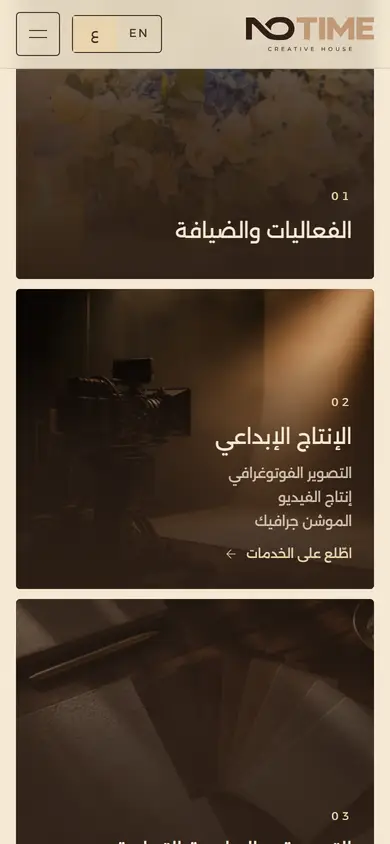 NOTIME
CREATIVE HOUSE
EN
ع
01
الفعاليات والضيافة
02
الإنتاج الإبداعي
التصوير الفوتوغرافي
إنتاج الفيديو
الموشن جرافيك
اطّلع على الخدمات ←
03